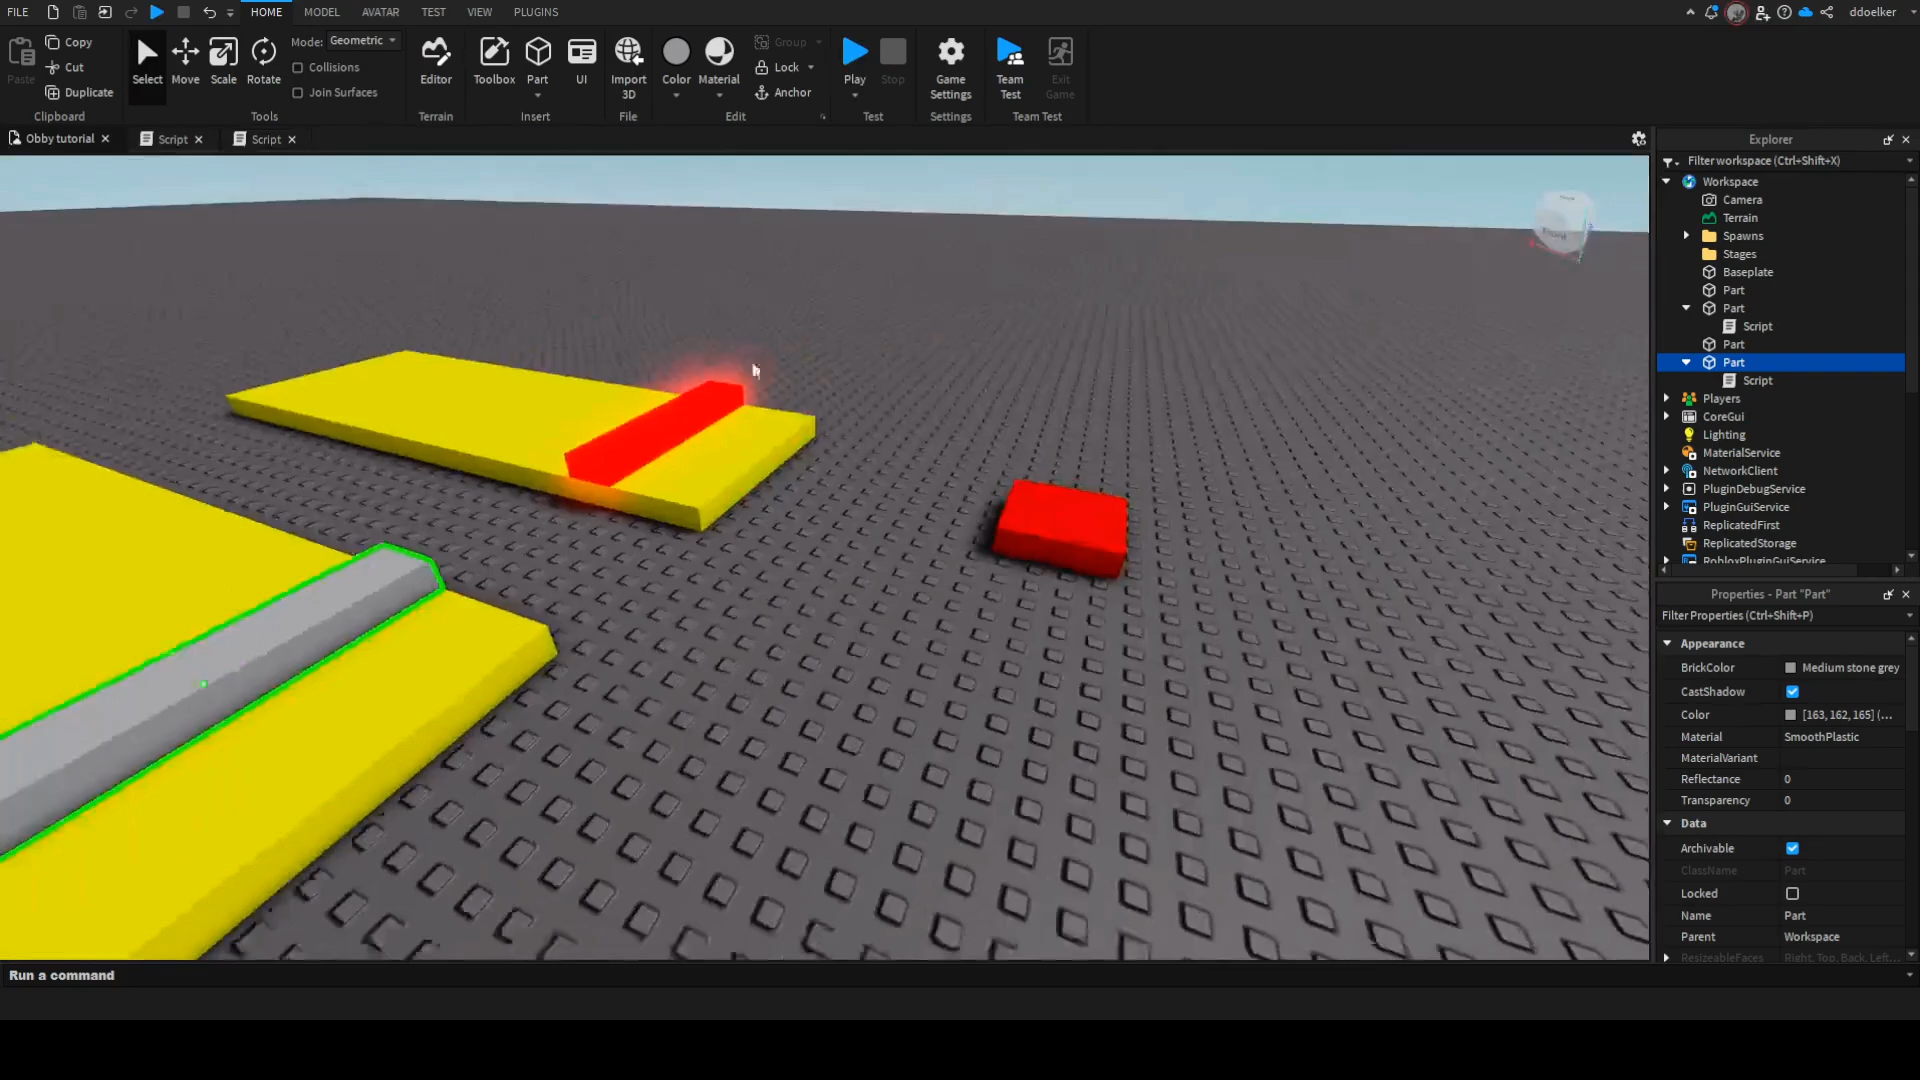 FILE HOME MODEL AVATAR TEST VIEW PLUGINS ddoelker
Paste Copy Cut Duplicate Clipboard
Select Move Scale Rotate Mode: Geometric Collisions Join Surfaces Tools
Editor Terrain
Toolbox Part UI Insert
Import 3D File
Color Material Group Lock Anchor Edit
Play Stop Test
Game Settings Settings
Team Test Exit Game Team Test
Obby tutorial Script Script
Explorer
Filter workspace (Ctrl+Shift+X)
Workspace
Camera
Terrain
Spawns
Stages
Baseplate
Part
Part
Script
Part
Part
Script
Players
CoreGui
Lighting
MaterialService
NetworkClient
PluginDebugService
PluginGuiService
ReplicatedFirst
ReplicatedStorage
RobloxPluginGuiService
Properties - Part "Part"
Filter Properties (Ctrl+Shift+P)
Appearance
BrickColor Medium stone grey
CastShadow
Color [163, 162, 165] (...
Material SmoothPlastic
MaterialVariant
Reflectance 0
Transparency 0
Data
Archivable
ClassName Part
Locked
Name Part
Parent Workspace
ResizeableFaces Right, Top, Back, Left...
Run a command